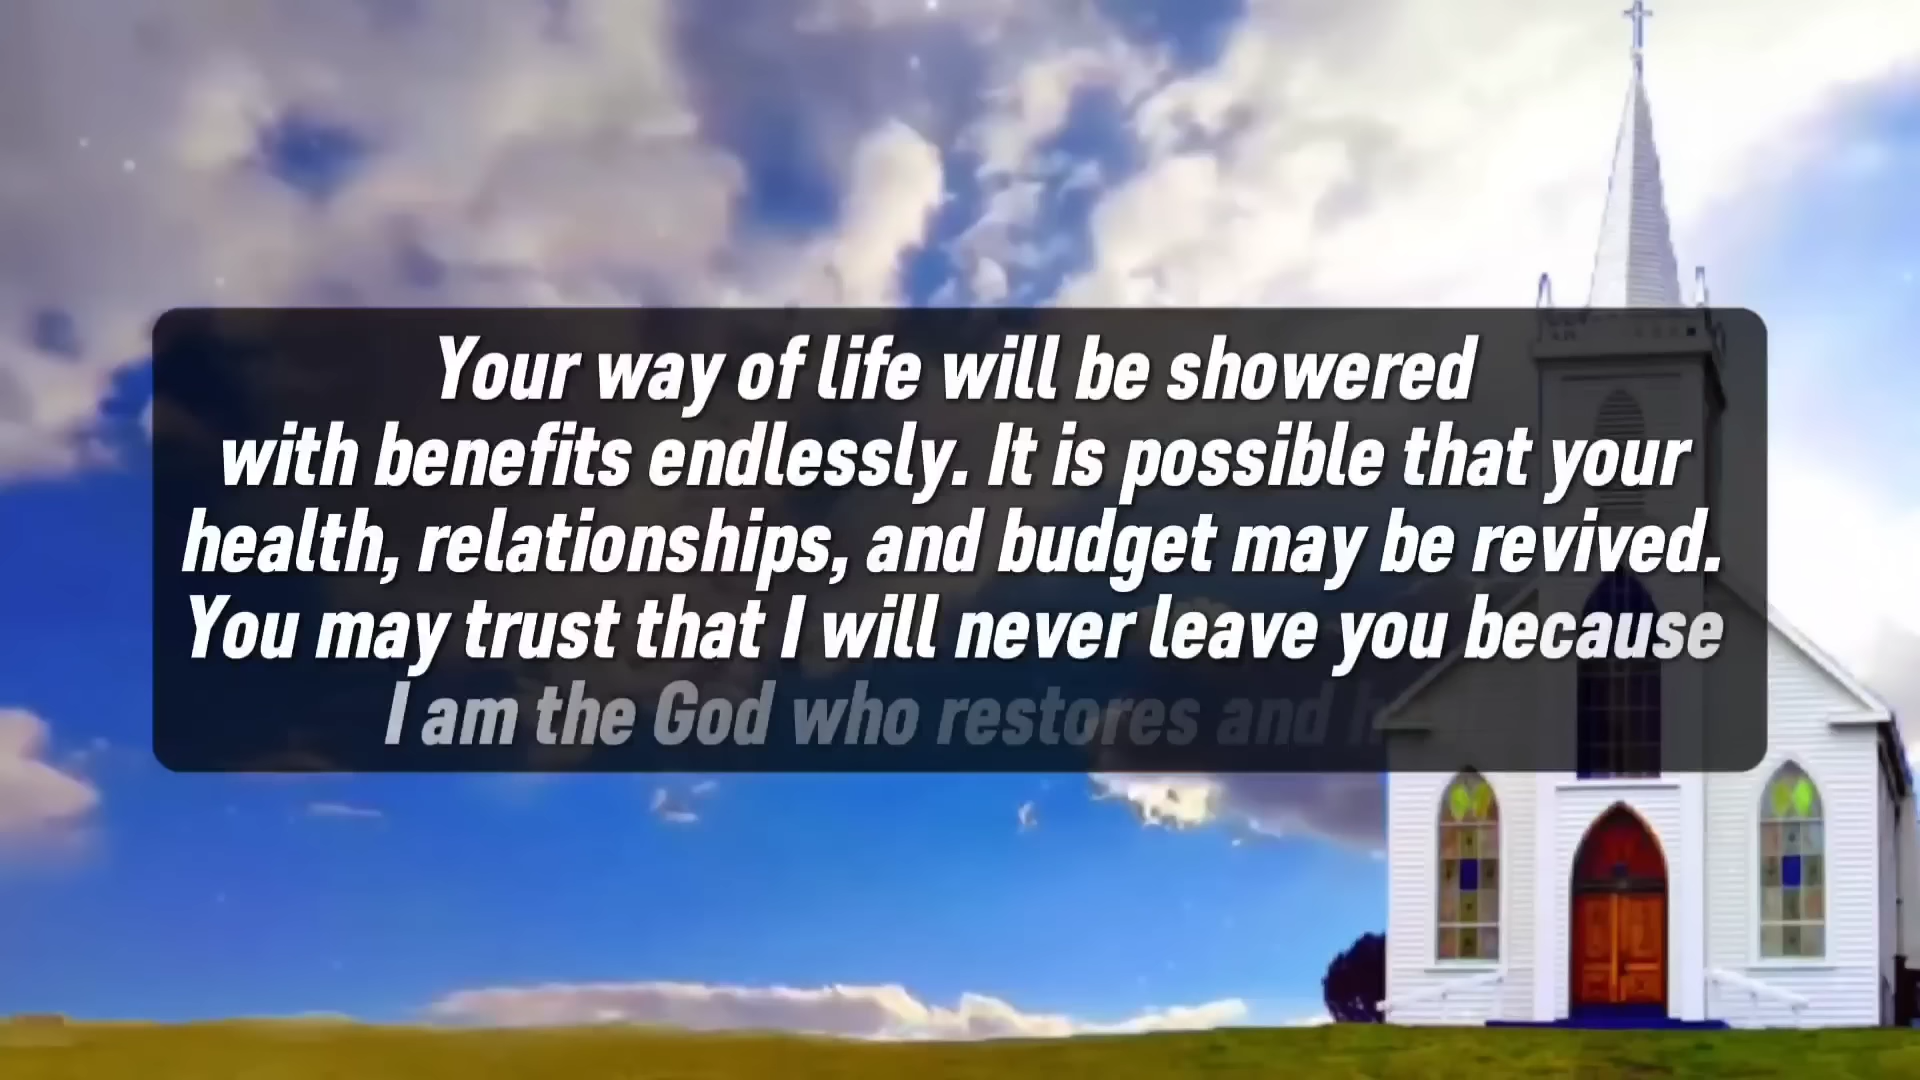 Your way of life will be showered
with benefits endlessly. It is possible that your
health, relationships, and budget may be revived.
You may trust that I will never leave you because
I am the God who restores and